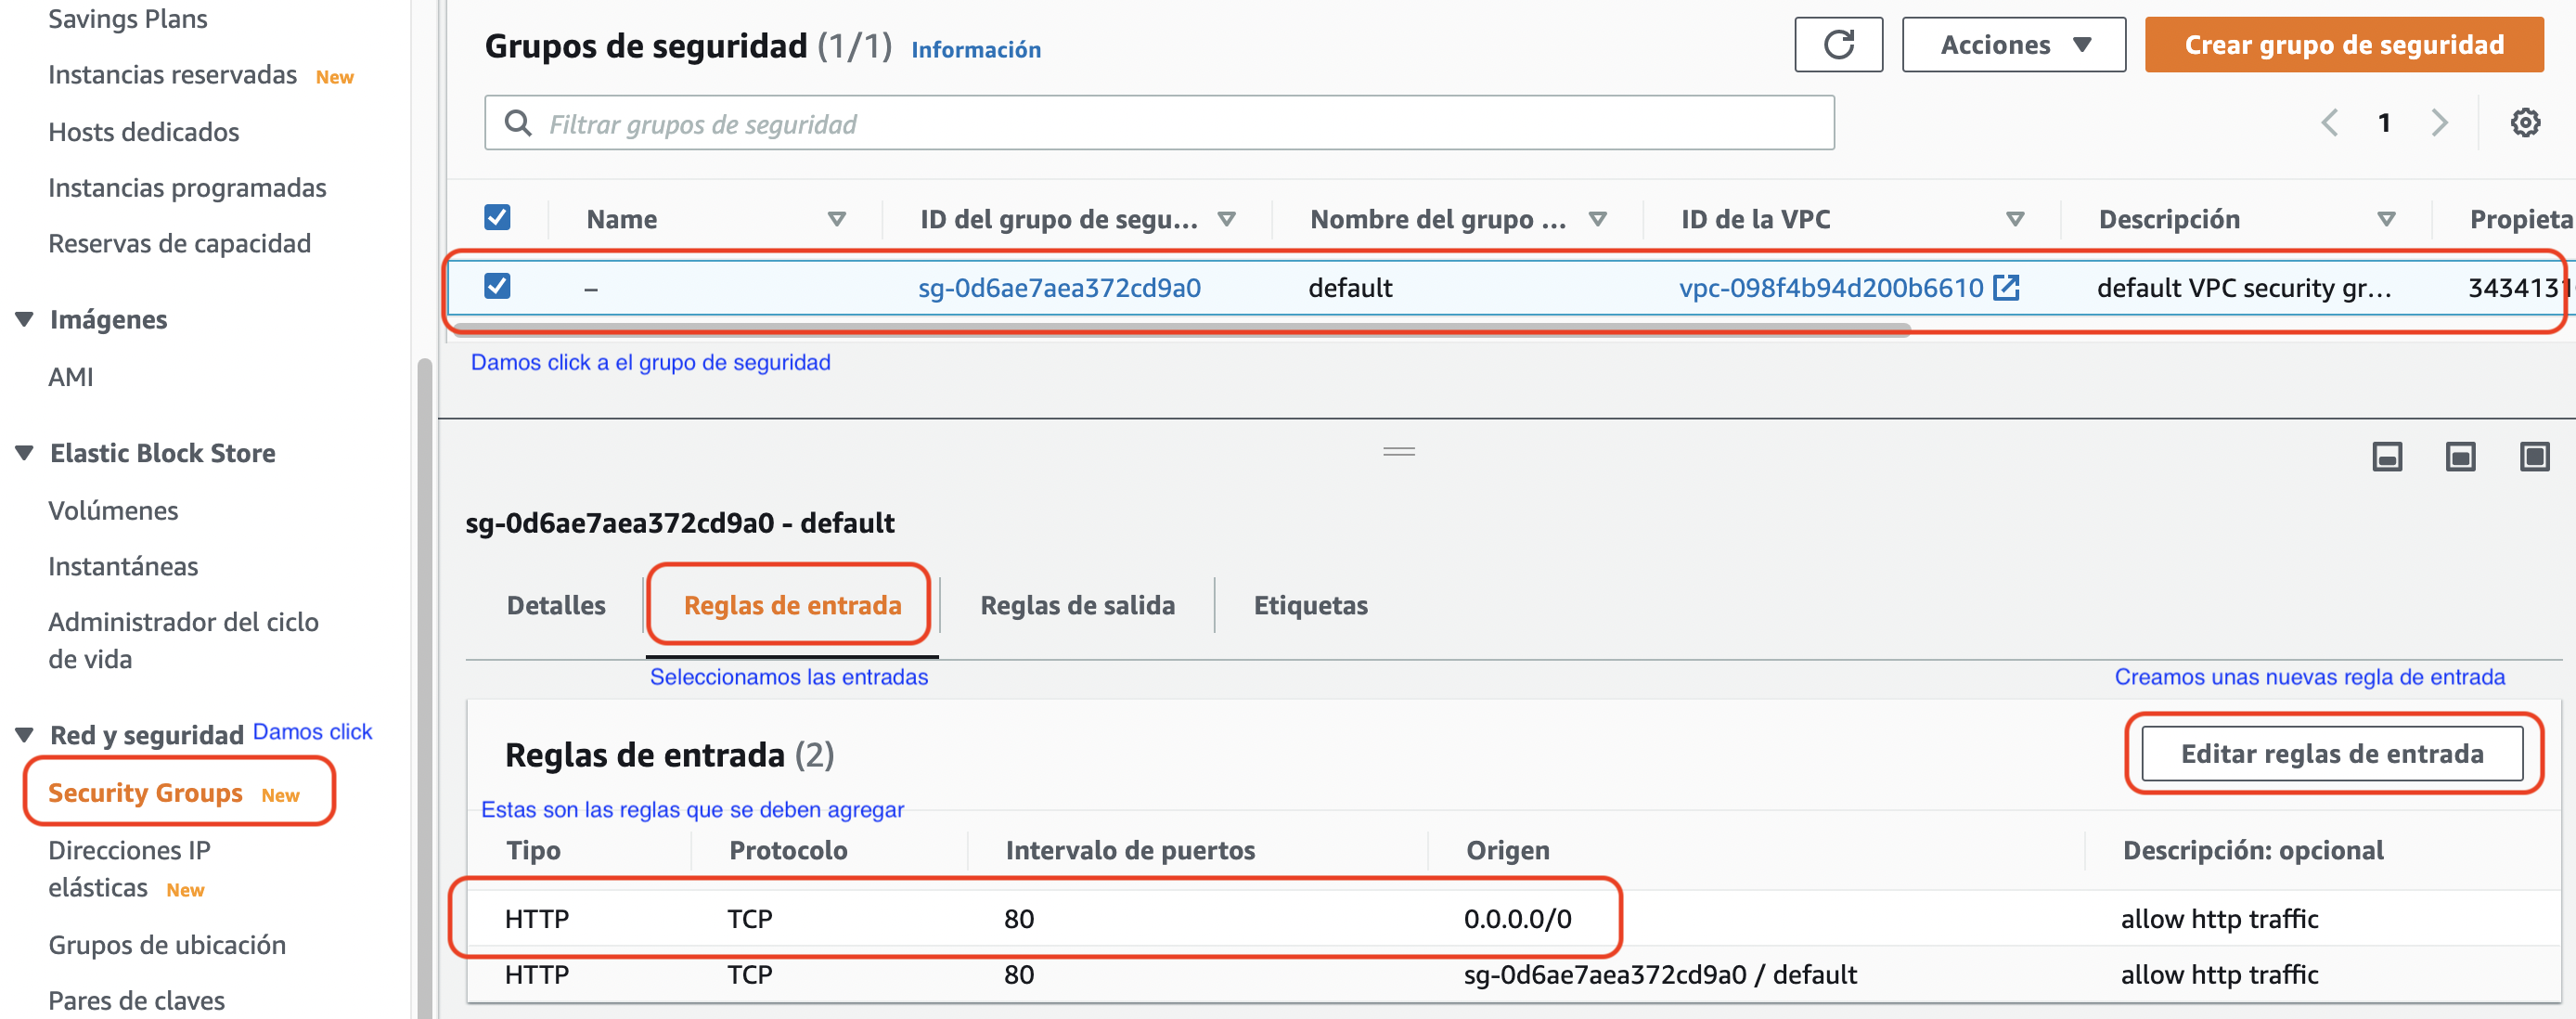 Savings Plans
Instancias reservadas New
Hosts dedicados
Instancias programadas
Reservas de capacidad
Imágenes
AMI
Elastic Block Store
Volúmenes
Instantáneas
Administrador del ciclo
de vida
Red y seguridad Damos click
Security Groups New
Direcciones IP
elásticas New
Grupos de ubicación
Pares de claves
Grupos de seguridad (1/1) Información
Acciones
Crear grupo de seguridad
Filtrar grupos de seguridad
1
Name ID del grupo de segu... Nombre del grupo ... ID de la VPC Descripción Propieta
– sg-0d6ae7aea372cd9a0 default vpc-098f4b94d200b6610 default VPC security gr... 3434131
Damos click a el grupo de seguridad
sg-0d6ae7aea372cd9a0 - default
Detalles Reglas de entrada Reglas de salida Etiquetas
Seleccionamos las entradas
Creamos unas nuevas regla de entrada
Reglas de entrada (2)
Editar reglas de entrada
Estas son las reglas que se deben agregar
Tipo Protocolo Intervalo de puertos Origen Descripción: opcional
HTTP TCP 80 0.0.0.0/0 allow http traffic
HTTP TCP 80 sg-0d6ae7aea372cd9a0 / default allow http traffic